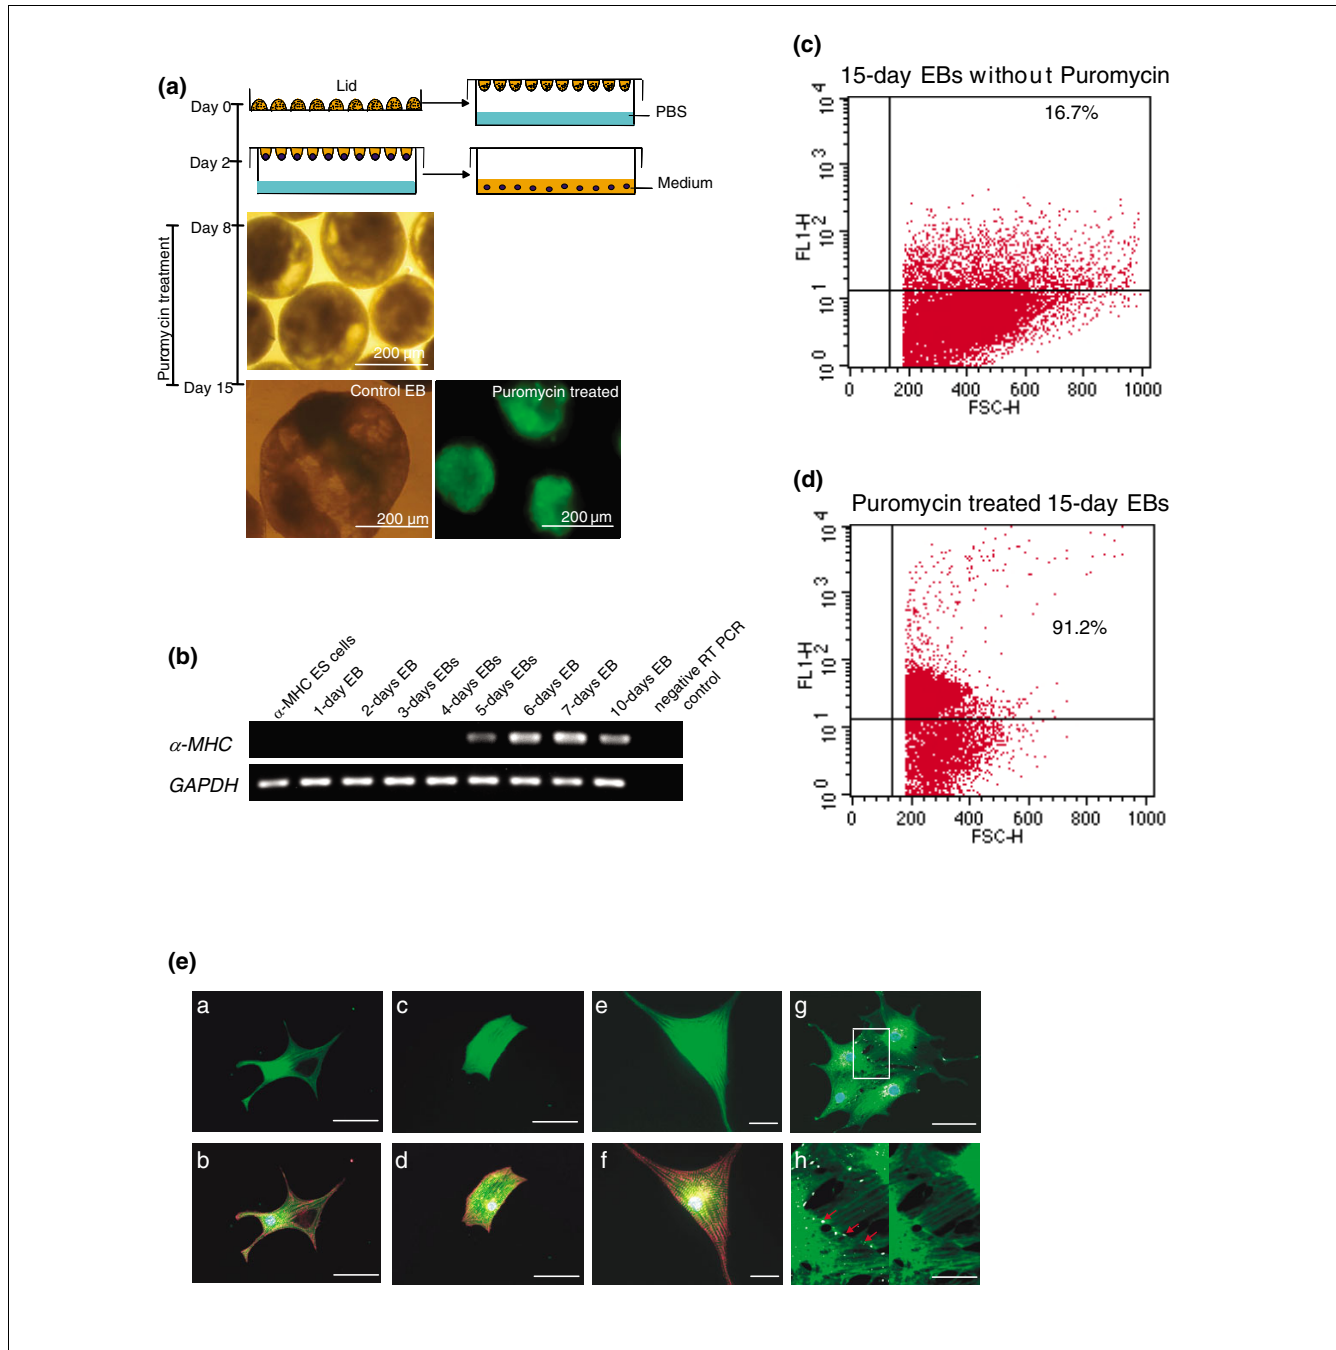 (a)
Lid
Day 0
PBS
Day 2
Medium
Day 8
Puromycin treatment
200 µm
Day 15
Control EB
200 µm
Puromycin treated
200 µm
(b)
α-MHC ES cells
1-day EB
2-days EB
3-days EBs
4-days EBs
5-days EBs
6-days EB
7-days EB
10-days EB
negative RT PCR
control
α-MHC
GAPDH
(c)
15-day EBs without Puromycin
16.7%
FL1-H
10^4
10^3
10^2
10^1
10^0
0 200 400 600 800 1000
FSC-H
(d)
Puromycin treated 15-day EBs
91.2%
FL1-H
10^4
10^3
10^2
10^1
10^0
0 200 400 600 800 1000
FSC-H
(e)
a c e g
b d f h